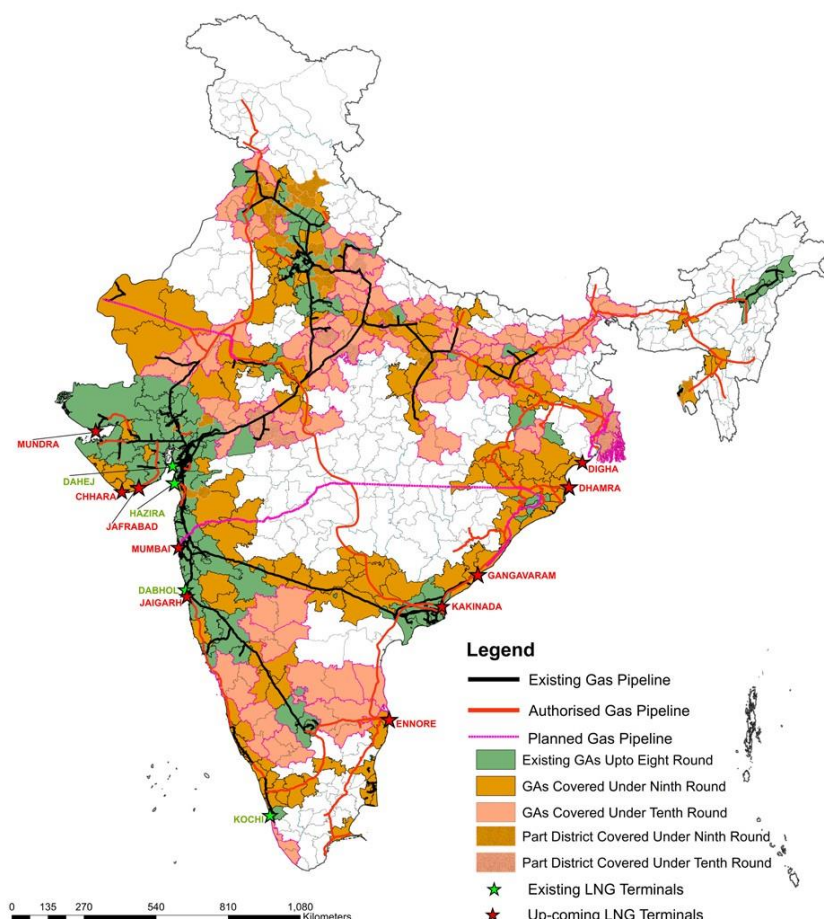 MUNDRA
DAHEJ
CHHARA
HAZIRA
JAFRABAD
MUMBAI
DABHOL
JAIGARH
KOCHI
DIGHA
DHAMRA
GANGAVARAM
KAKINADA
ENNORE
Legend
Existing Gas Pipeline
Authorised Gas Pipeline
Planned Gas Pipeline
Existing GAs Upto Eight Round
GAs Covered Under Ninth Round
GAs Covered Under Tenth Round
Part District Covered Under Ninth Round
Part District Covered Under Tenth Round
Existing LNG Terminals
Up-coming LNG Terminals
0 135 270 540 810 1,080
Kilometers